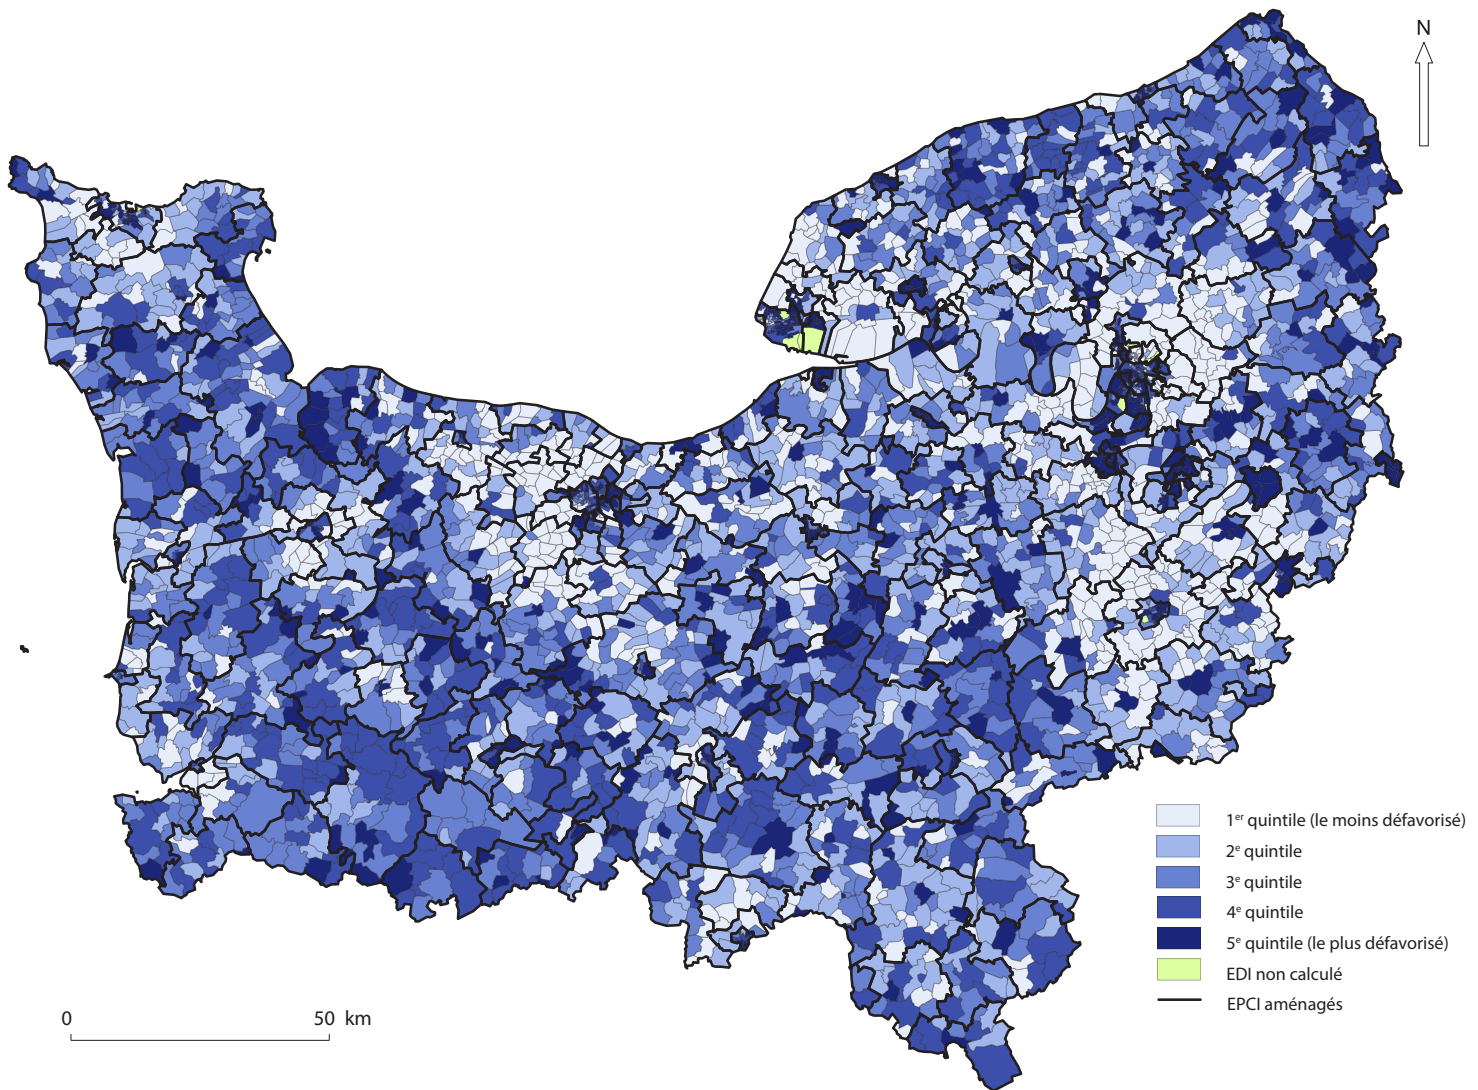 N
1er quintile (le moins défavorisé)
2e quintile
3e quintile
4e quintile
5e quintile (le plus défavorisé)
EDI non calculé
EPCI aménagés
0 50 km